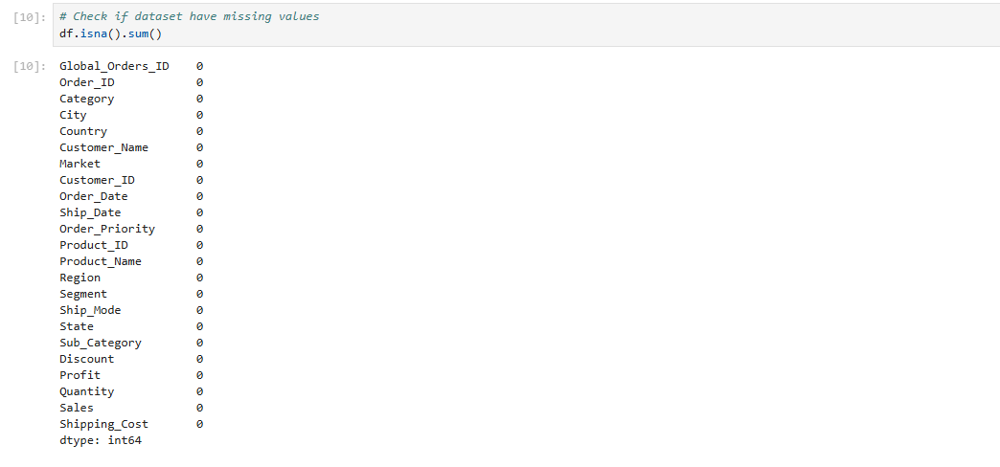 [10]: # Check if dataset have missing values
df.isna().sum()
[10]: Global_Orders_ID 0
Order_ID 0
Category 0
City 0
Country 0
Customer_Name 0
Market 0
Customer_ID 0
Order_Date 0
Ship_Date 0
Order_Priority 0
Product_ID 0
Product_Name 0
Region 0
Segment 0
Ship_Mode 0
State 0
Sub_Category 0
Discount 0
Profit 0
Quantity 0
Sales 0
Shipping_Cost 0
dtype: int64